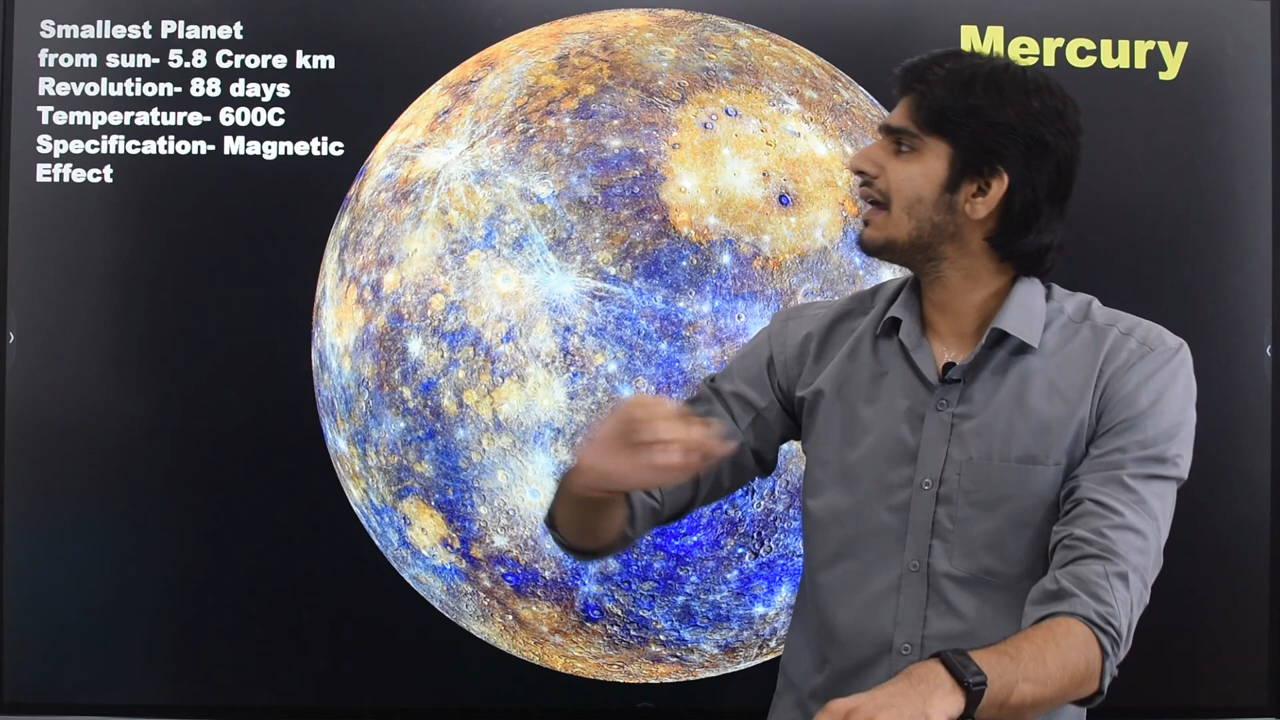 Smallest Planet
from sun- 5.8 Crore km
Revolution- 88 days
Temperature- 600C
Specification- Magnetic
Effect
Mercury